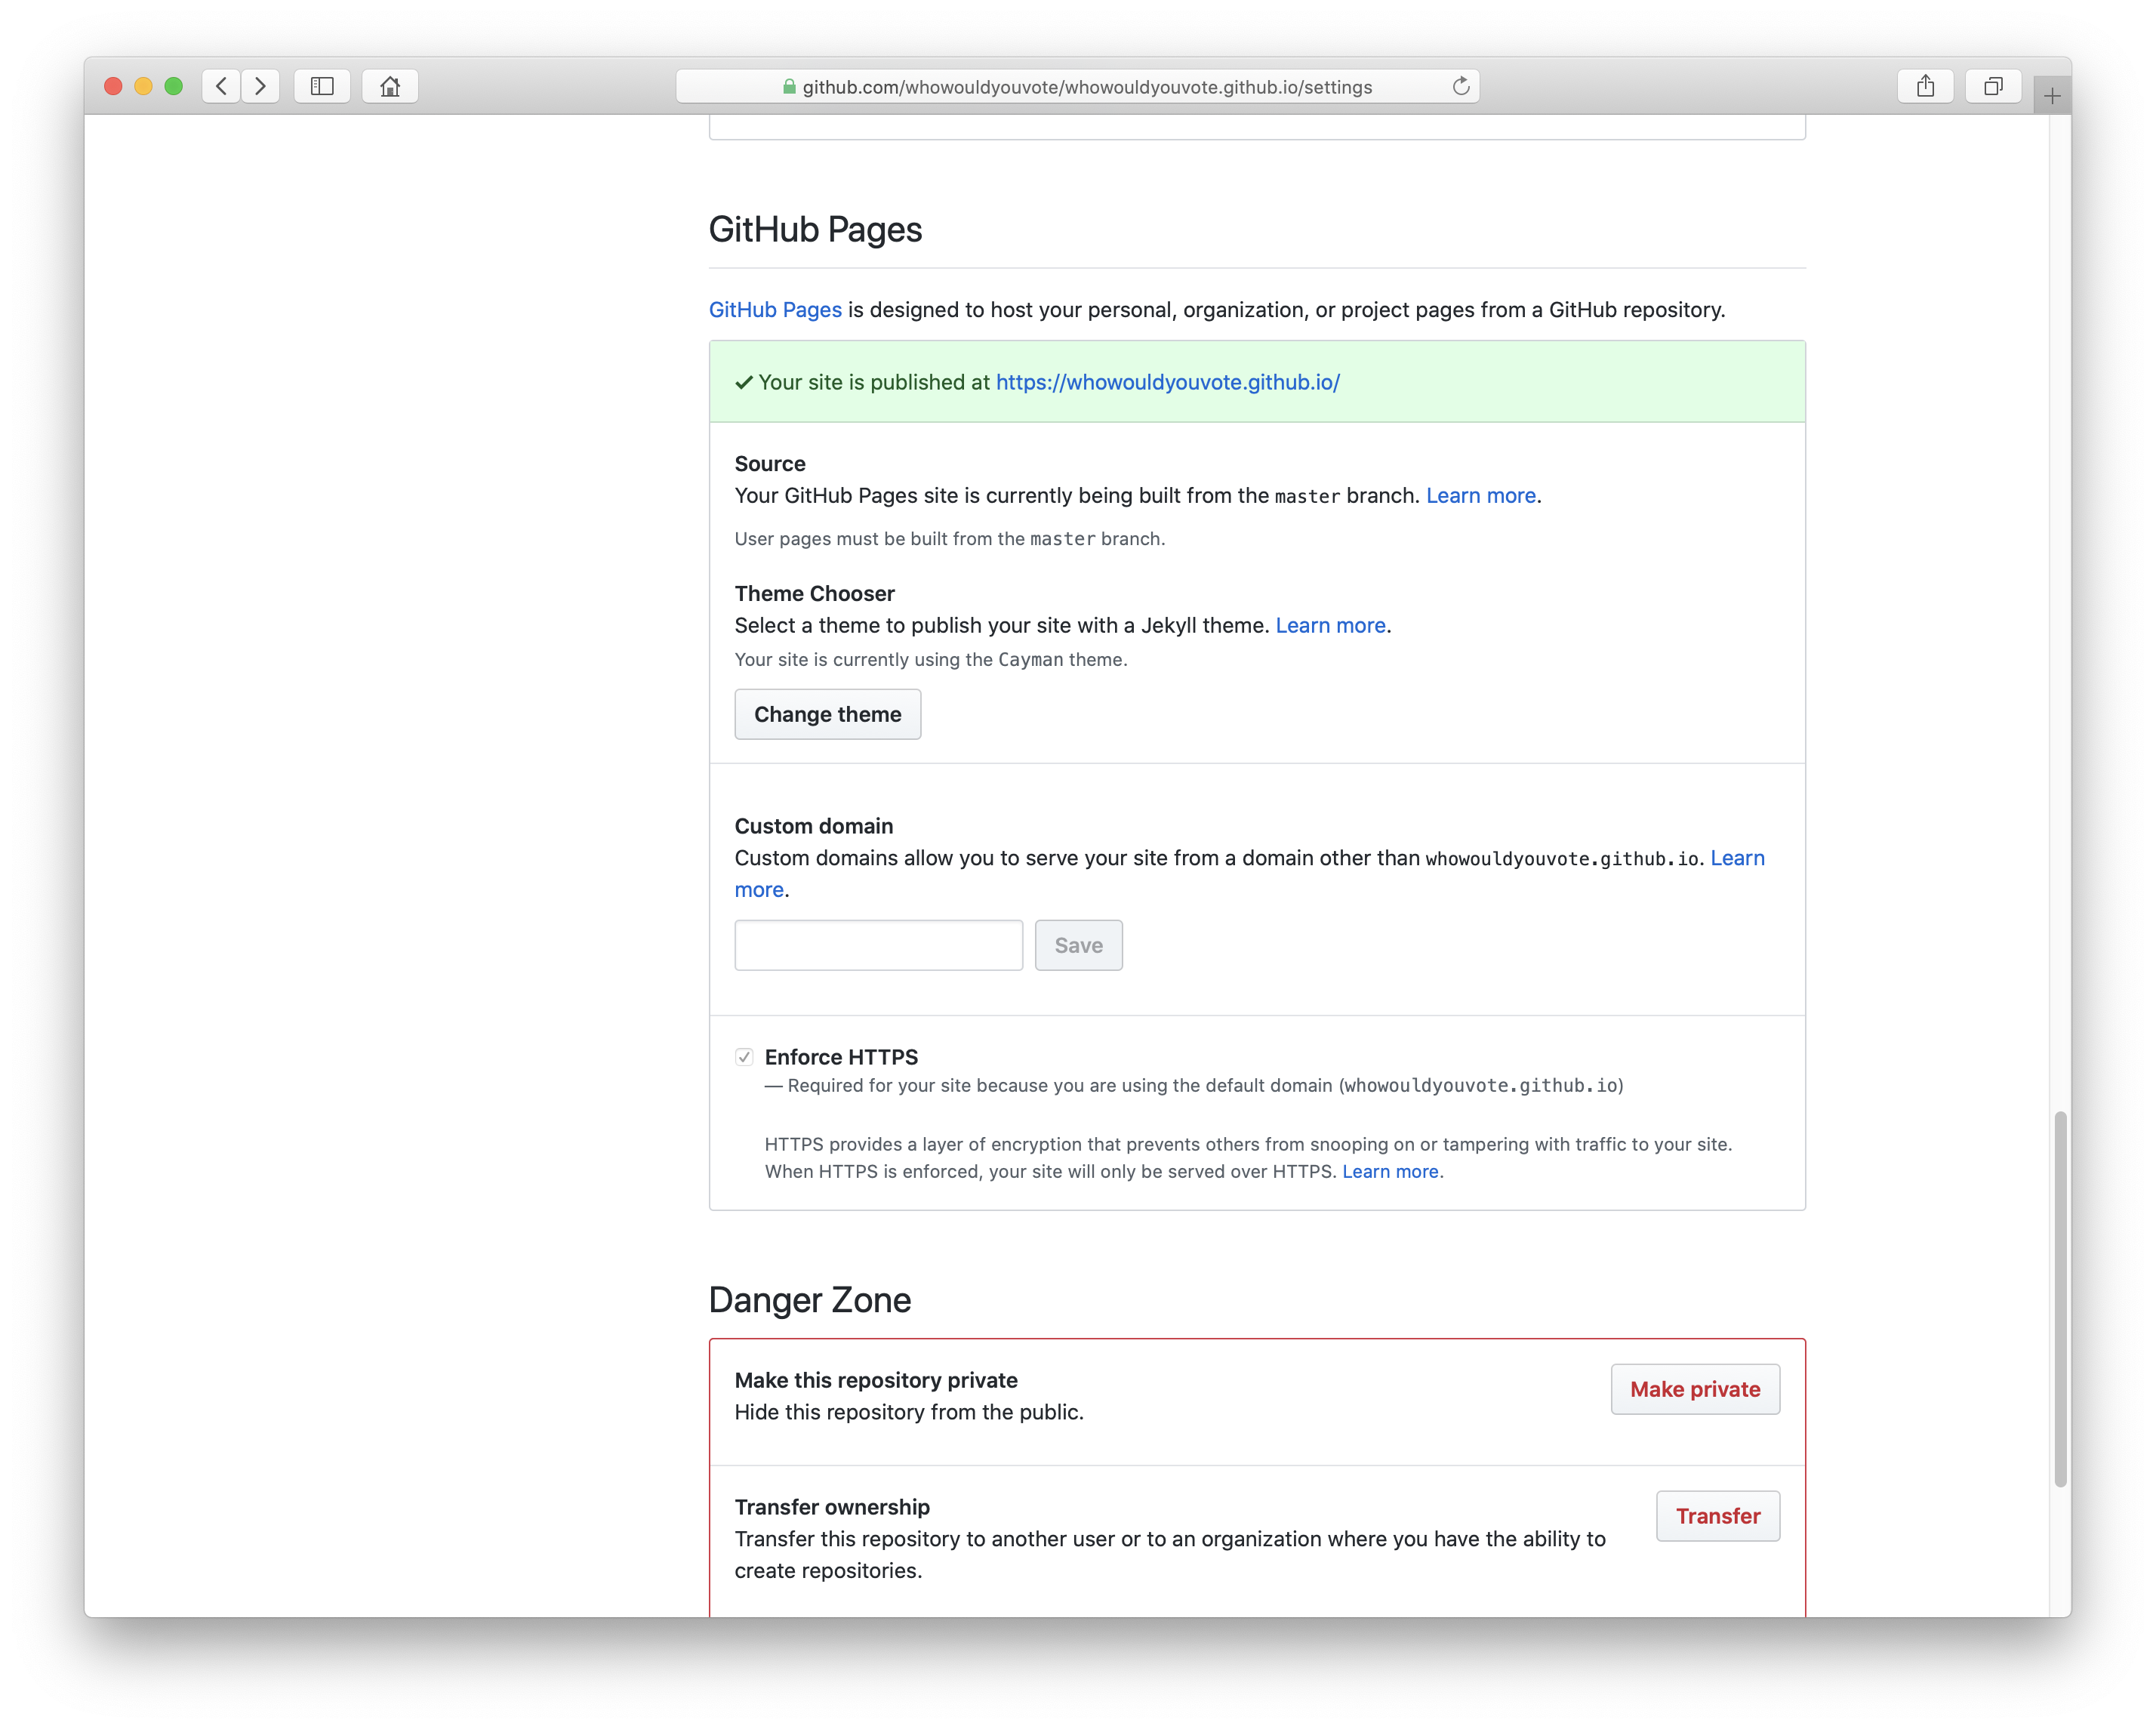 github.com/whowouldyouvote/whowouldyouvote.github.io/settings
GitHub Pages
GitHub Pages is designed to host your personal, organization, or project pages from a GitHub repository.
Your site is published at https://whowouldyouvote.github.io/
Source
Your GitHub Pages site is currently being built from the master branch. Learn more.
User pages must be built from the master branch.
Theme Chooser
Select a theme to publish your site with a Jekyll theme. Learn more.
Your site is currently using the Cayman theme.
Change theme
Custom domain
Custom domains allow you to serve your site from a domain other than whowouldyouvote.github.io. Learn
more.
Save
Enforce HTTPS
— Required for your site because you are using the default domain (whowouldyouvote.github.io)
HTTPS provides a layer of encryption that prevents others from snooping on or tampering with traffic to your site.
When HTTPS is enforced, your site will only be served over HTTPS. Learn more.
Danger Zone
Make this repository private
Make private
Hide this repository from the public.
Transfer ownership
Transfer
Transfer this repository to another user or to an organization where you have the ability to
create repositories.